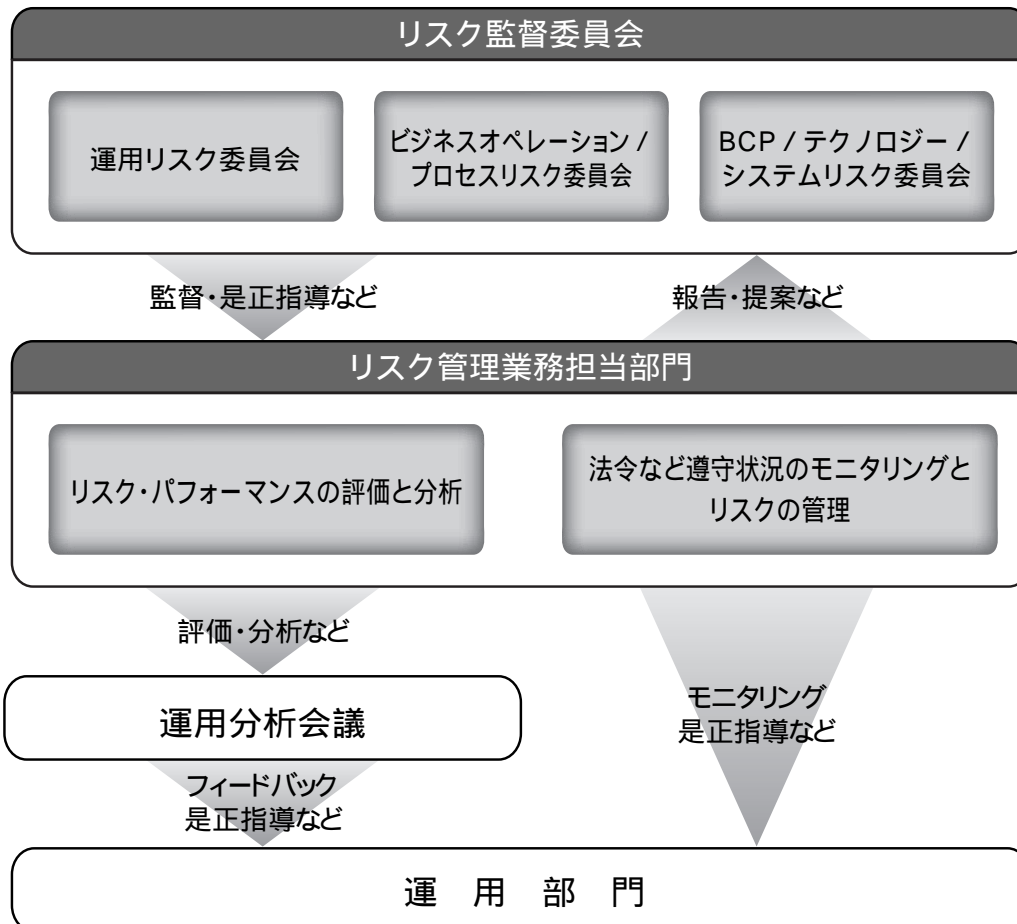 リスク監督委員会
運用リスク委員会
ビジネスオペレーション /
プロセスリスク委員会
BCP / テクノロジー /
システムリスク委員会
監督・是正指導など
報告・提案など
リスク管理業務担当部門
リスク・パフォーマンスの評価と分析
法令など遵守状況のモニタリングと
リスクの管理
評価・分析など
運用分析会議
モニタリング
是正指導など
フィードバック
是正指導など
運 用 部 門